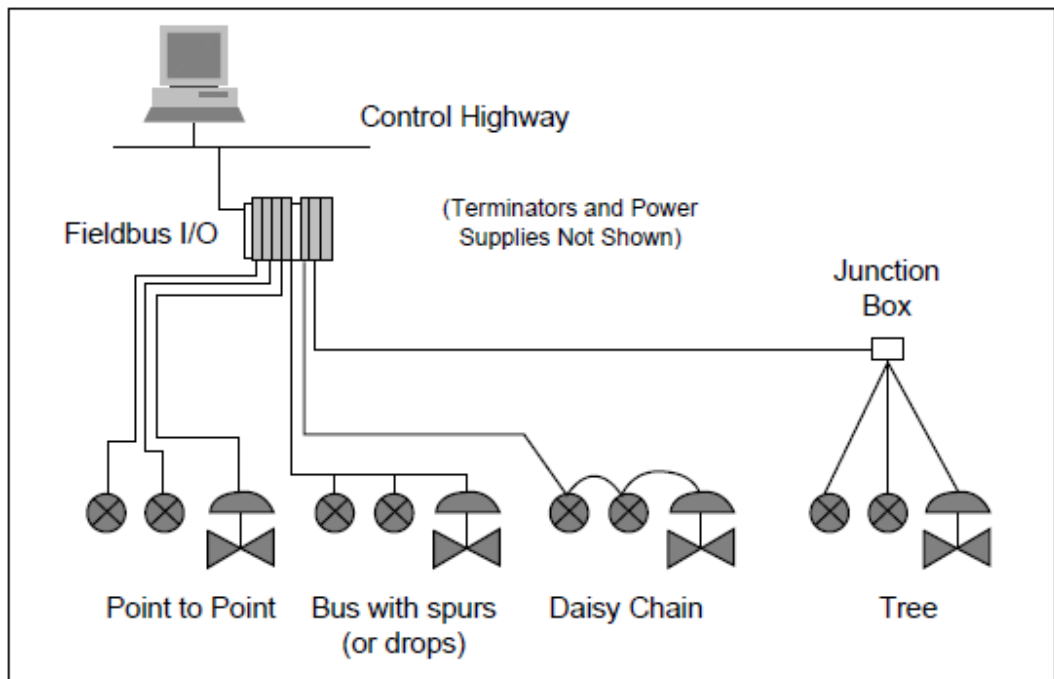 Control Highway
Fieldbus I/O
(Terminators and Power
Supplies Not Shown)
Junction
Box
Point to Point
Bus with spurs
(or drops)
Daisy Chain
Tree